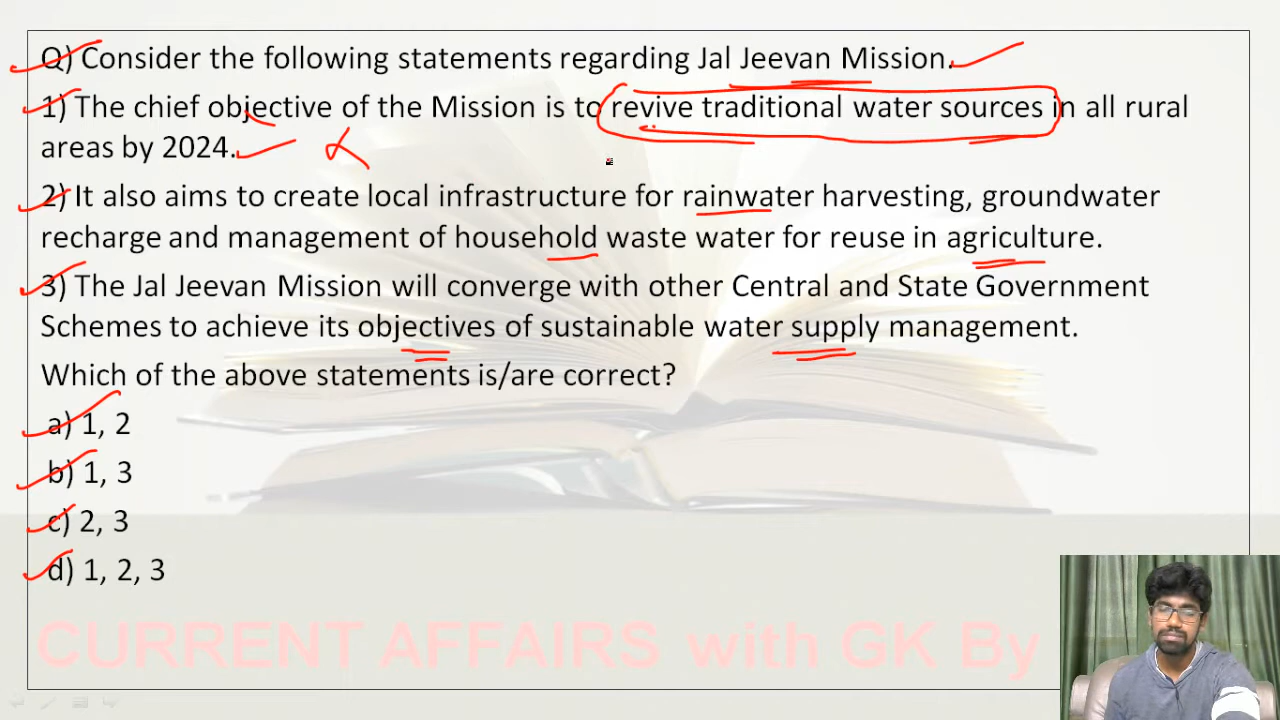 Q) Consider the following statements regarding Jal Jeevan Mission.
1) The chief objective of the Mission is to revive traditional water sources in all rural
areas by 2024.
2) It also aims to create local infrastructure for rainwater harvesting, groundwater
recharge and management of household waste water for reuse in agriculture.
3) The Jal Jeevan Mission will converge with other Central and State Government
Schemes to achieve its objectives of sustainable water supply management.
Which of the above statements is/are correct?
a) 1, 2
b) 1, 3
c) 2, 3
d) 1, 2, 3
CURRENT AFFAIRS with GK By